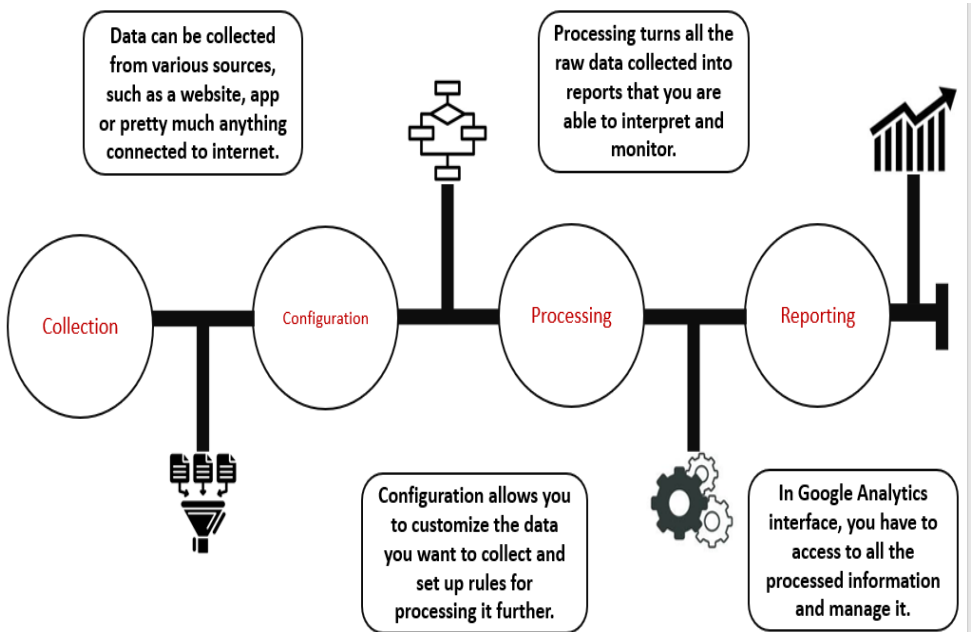 Data can be collected
from various sources,
such as a website, app
or pretty much anything
connected to internet.
Processing turns all the
raw data collected into
reports that you are
able to interpret and
monitor.
Collection
Configuration
Processing
Reporting
Configuration allows you
to customize the data
you want to collect and
set up rules for
processing it further.
In Google Analytics
interface, you have to
access to all the
processed information
and manage it.